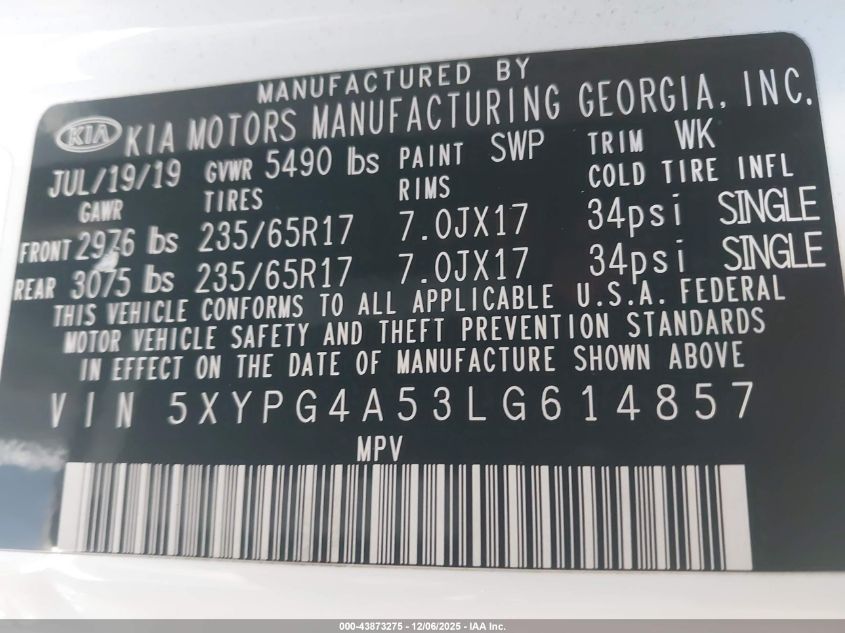 MANUFACTURED BY
KIA KIA MOTORS MANUFACTURING GEORGIA, INC.
JUL/19/19 GVWR 5490 lbs PAINT SWP TRIM WK
GAWR TIRES RIMS COLD TIRE INFL
FRONT 2976 lbs 235/65R17 7.0JX17 34psi SINGLE
REAR 3075 lbs 235/65R17 7.0JX17 34psi SINGLE
THIS VEHICLE CONFORMS TO ALL APPLICABLE U.S.A. FEDERAL
MOTOR VEHICLE SAFETY AND THEFT PREVENTION STANDARDS
IN EFFECT ON THE DATE OF MANUFACTURE SHOWN ABOVE
VIN 5XYPG4A53LG614857
MPV
000-43873275 - 12/06/2025 - IAA Inc.